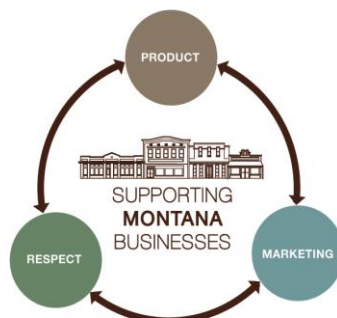 PRODUCT
SUPPORTING
MONTANA
BUSINESSES
RESPECT
MARKETING